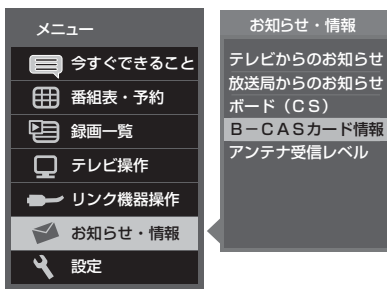 メニュー
今すぐできること
番組表・予約
録画一覧
テレビ操作
リンク機器操作
お知らせ・情報
設定
お知らせ・情報
テレビからのお知らせ
放送局からのお知らせ
ボード（ＣＳ）
Ｂ－ＣＡＳカード情報
アンテナ受信レベル